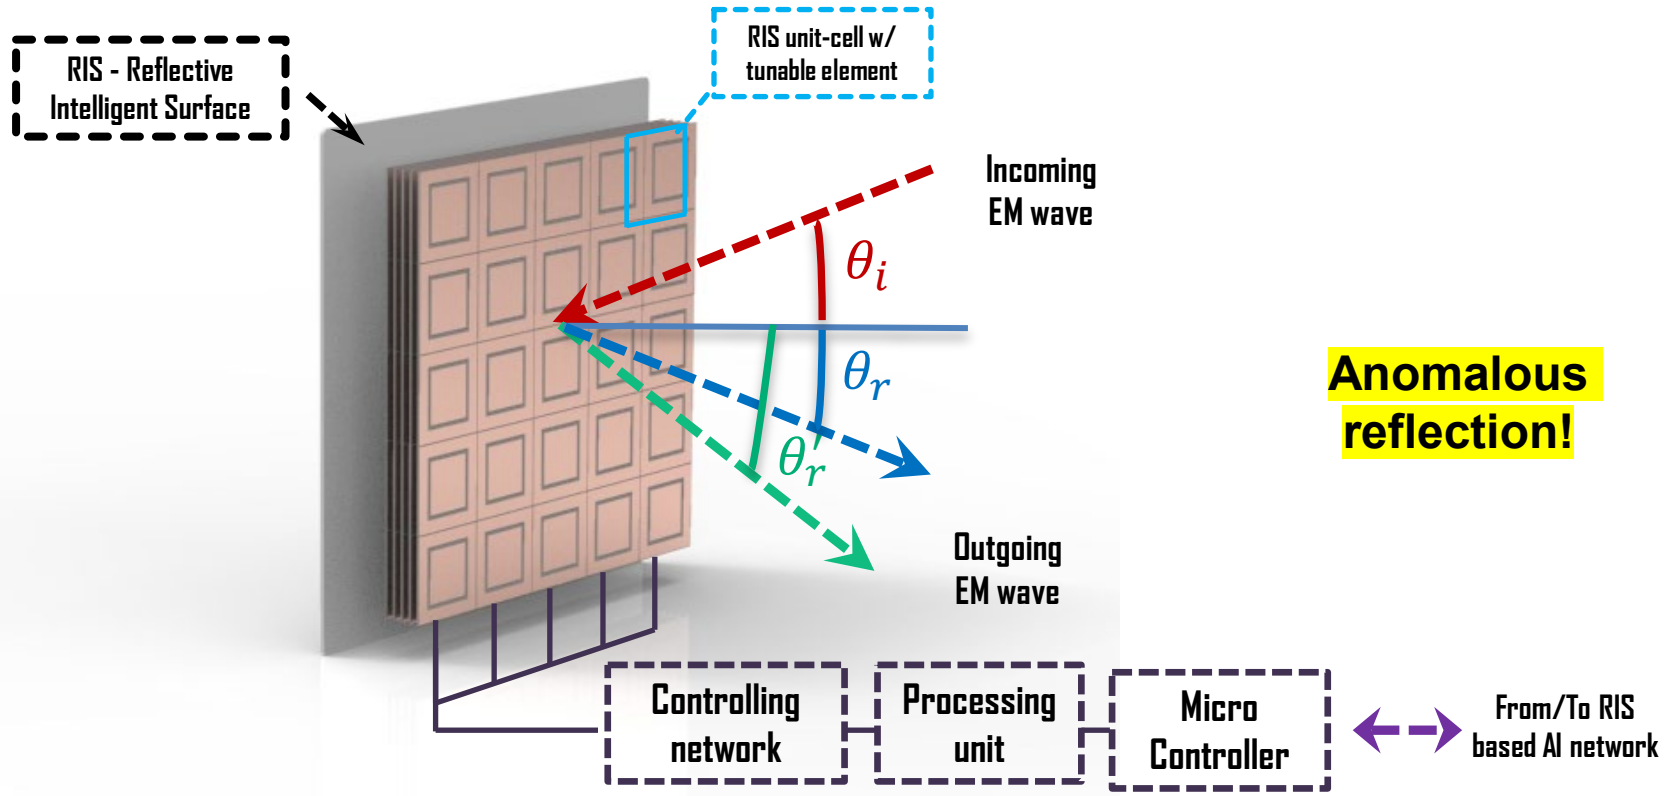 RIS - Reflective
Intelligent Surface
RIS unit-cell w/
tunable element
Incoming
EM wave
θᵢ
θᵣ
θᵣ′
Anomalous
reflection!
Outgoing
EM wave
Controlling
network
Processing
unit
Micro
Controller
From/To RIS
based AI network